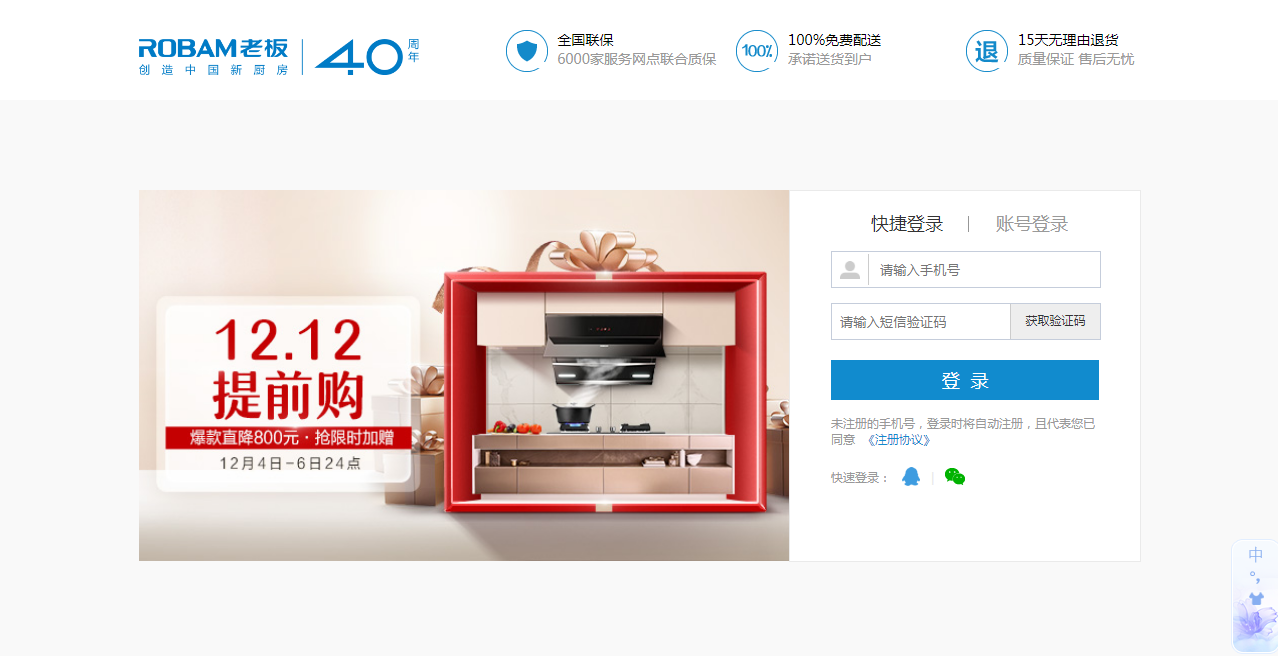 ROBAM老板
创造中国新厨房
40
周年
全国联保
6000家服务网点联合质保
100%
100%免费配送
承诺送货到户
退
15天无理由退货
质量保证 售后无忧
12.12
提前购
爆款直降800元·抢限时加赠
12月4日-6日24点
快捷登录 | 账号登录
请输入手机号
请输入短信验证码 获取验证码
登 录
未注册的手机号，登录时将自动注册，且代表您已
同意 《注册协议》
快速登录： |
中
°,